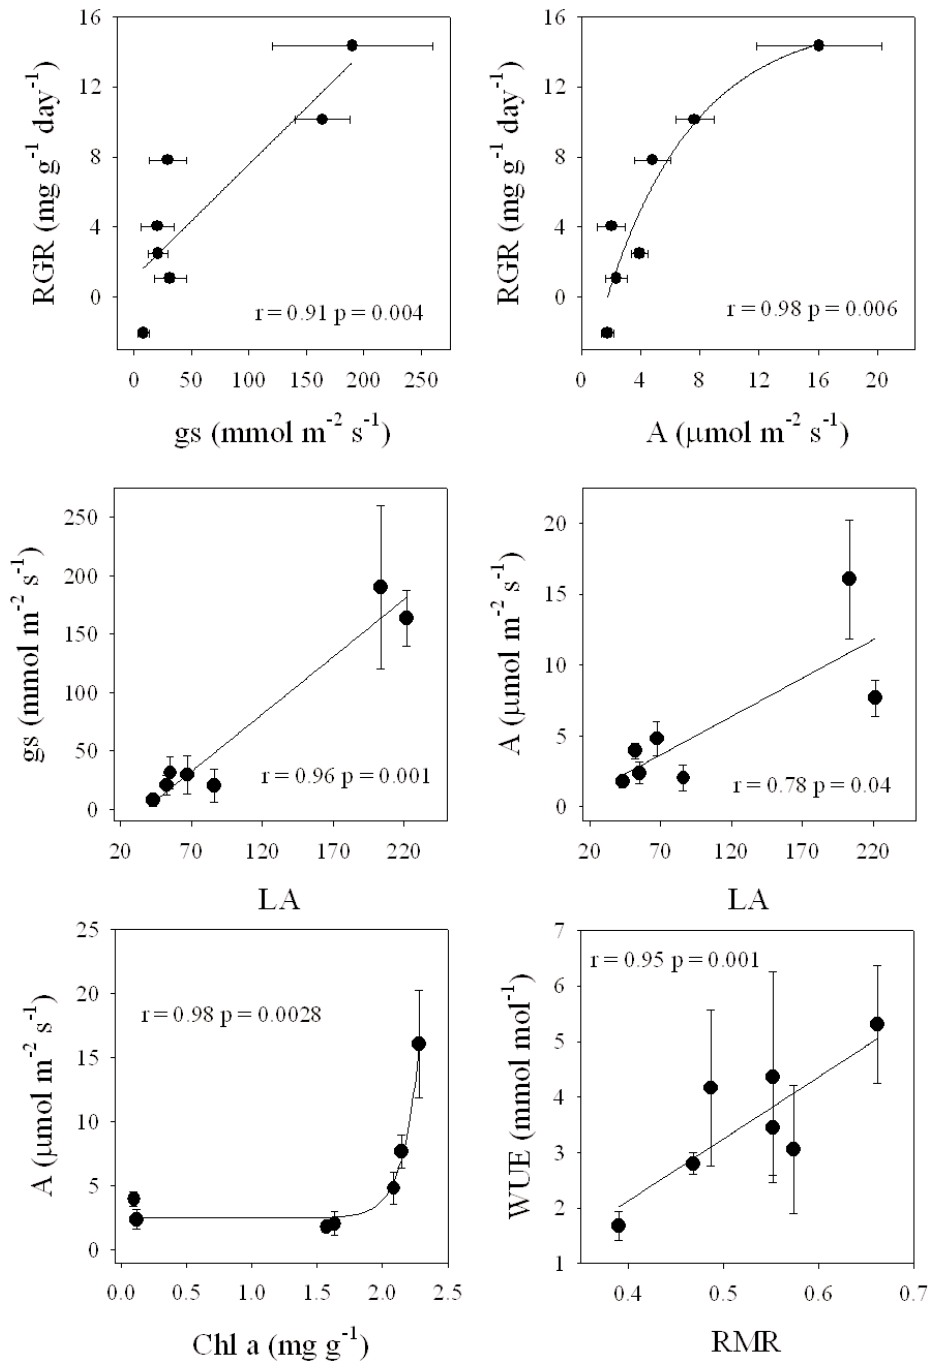 RGR (mg g⁻¹ day⁻¹)
16
12
8
4
0
r = 0.91 p = 0.004
0 50 100 150 200 250
gs (mmol m⁻² s⁻¹)
RGR (mg g⁻¹ day⁻¹)
16
12
8
4
0
r = 0.98 p = 0.006
0 4 8 12 16 20
A (μmol m⁻² s⁻¹)
gs (mmol m⁻² s⁻¹)
250
200
150
100
50
0
r = 0.96 p = 0.001
20 70 120 170 220
LA
A (μmol m⁻² s⁻¹)
20
15
10
5
0
r = 0.78 p = 0.04
20 70 120 170 220
LA
A (μmol m⁻² s⁻¹)
25
20
15
10
5
0
r = 0.98 p = 0.0028
0.0 0.5 1.0 1.5 2.0 2.5
Chl a (mg g⁻¹)
WUE (mmol mol⁻¹)
7
6
5
4
3
2
1
r = 0.95 p = 0.001
0.4 0.5 0.6 0.7
RMR